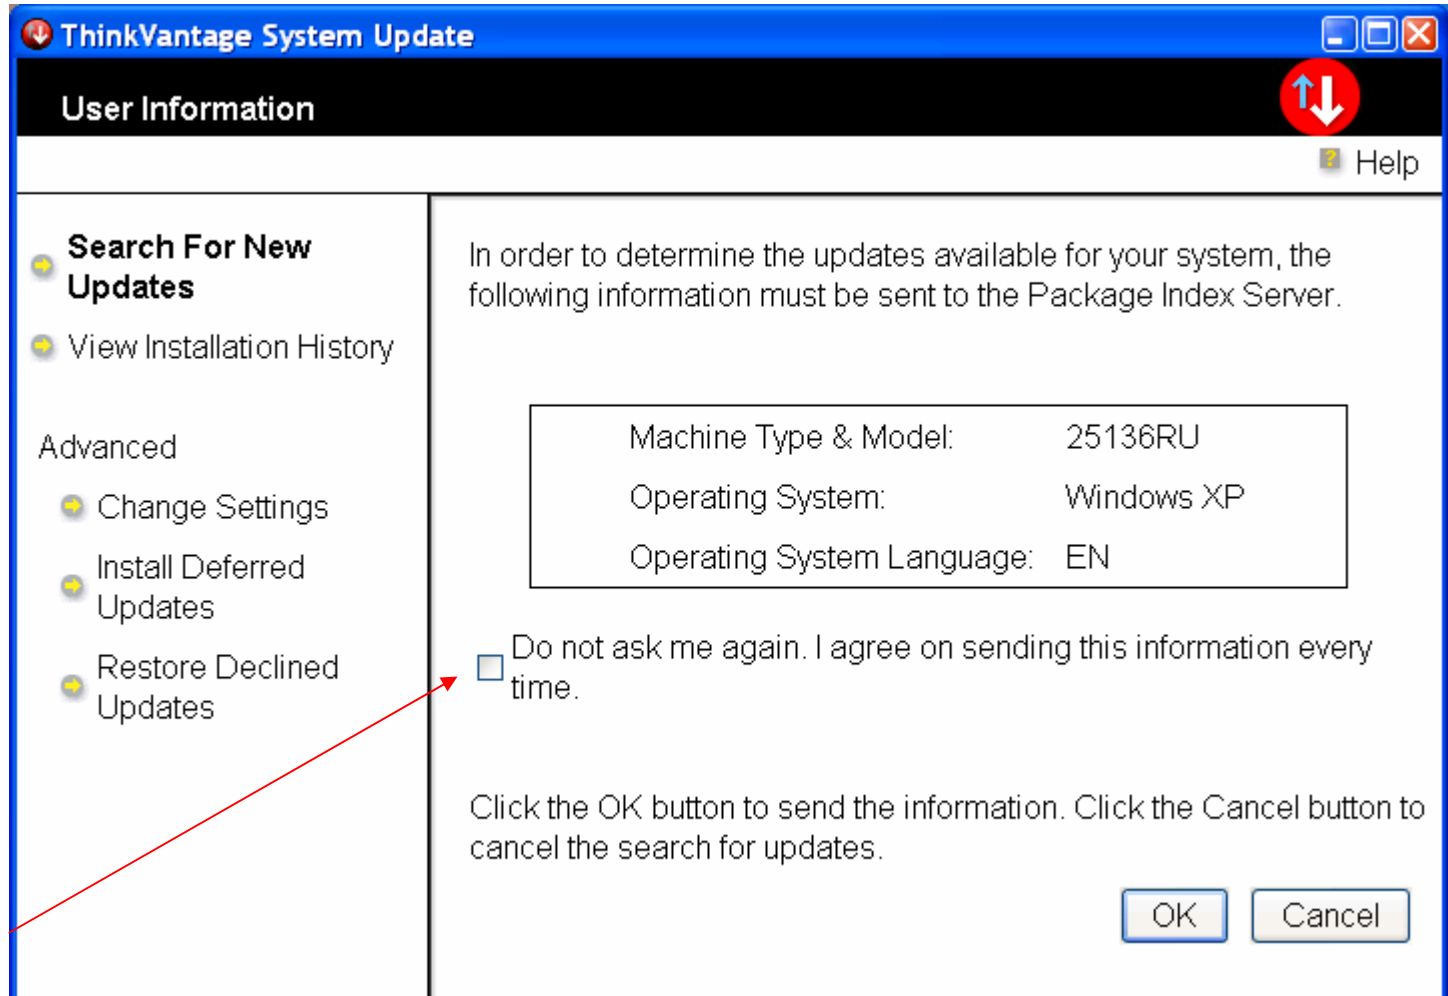 ThinkVantage System Update
User Information
? Help
Search For New
Updates
View Installation History
Advanced
Change Settings
Install Deferred
Updates
Restore Declined
Updates
In order to determine the updates available for your system, the
following information must be sent to the Package Index Server.
Machine Type & Model: 25136RU
Operating System: Windows XP
Operating System Language: EN
Do not ask me again. I agree on sending this information every
time.
Click the OK button to send the information. Click the Cancel button to
cancel the search for updates.
OK Cancel